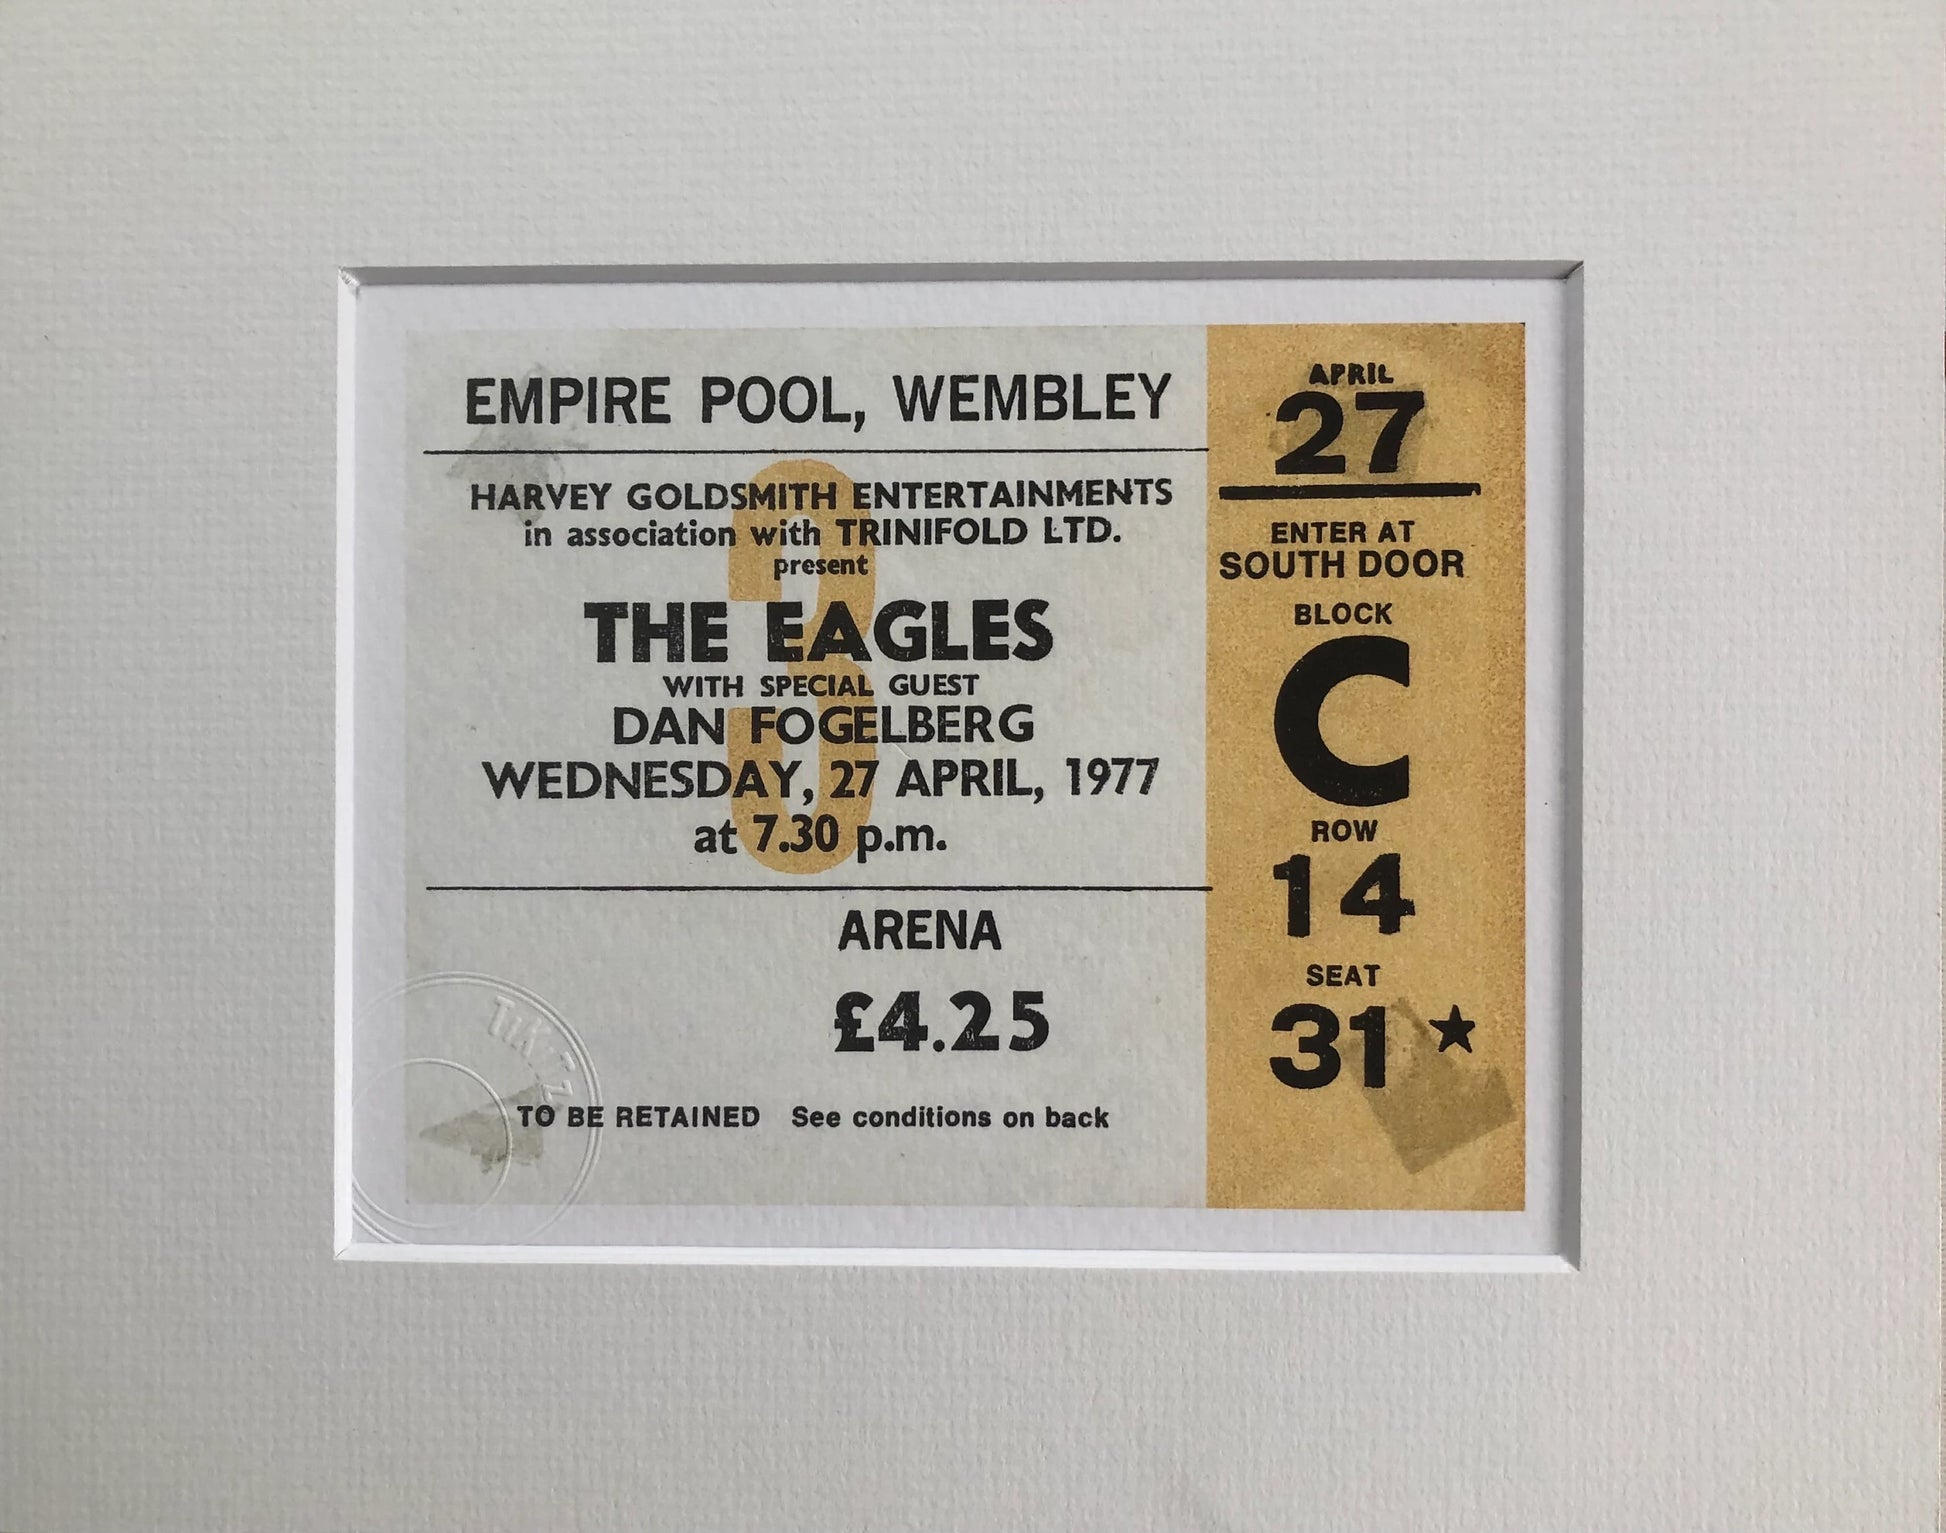 EMPIRE POOL, WEMBLEY
HARVEY GOLDSMITH ENTERTAINMENTS
in association with TRINIFOLD LTD.
present
3
THE EAGLES
WITH SPECIAL GUEST
DAN FOGELBERG
WEDNESDAY, 27 APRIL, 1977
at 7.30 p.m.
ARENA
£4.25
TO BE RETAINED See conditions on back
APRIL
27
ENTER AT
SOUTH DOOR
BLOCK
C
ROW
14
SEAT
31 ★